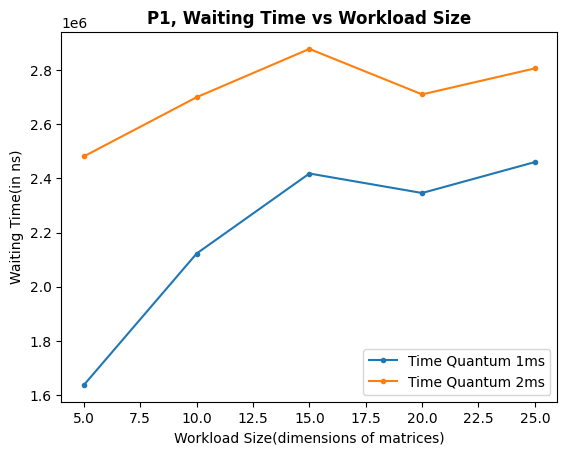 P1, Waiting Time vs Workload Size
1e6
2.8
2.6
2.4
2.2
2.0
1.8
1.6
Waiting Time(in ns)
Time Quantum 1ms
Time Quantum 2ms
5.0 7.5 10.0 12.5 15.0 17.5 20.0 22.5 25.0
Workload Size(dimensions of matrices)